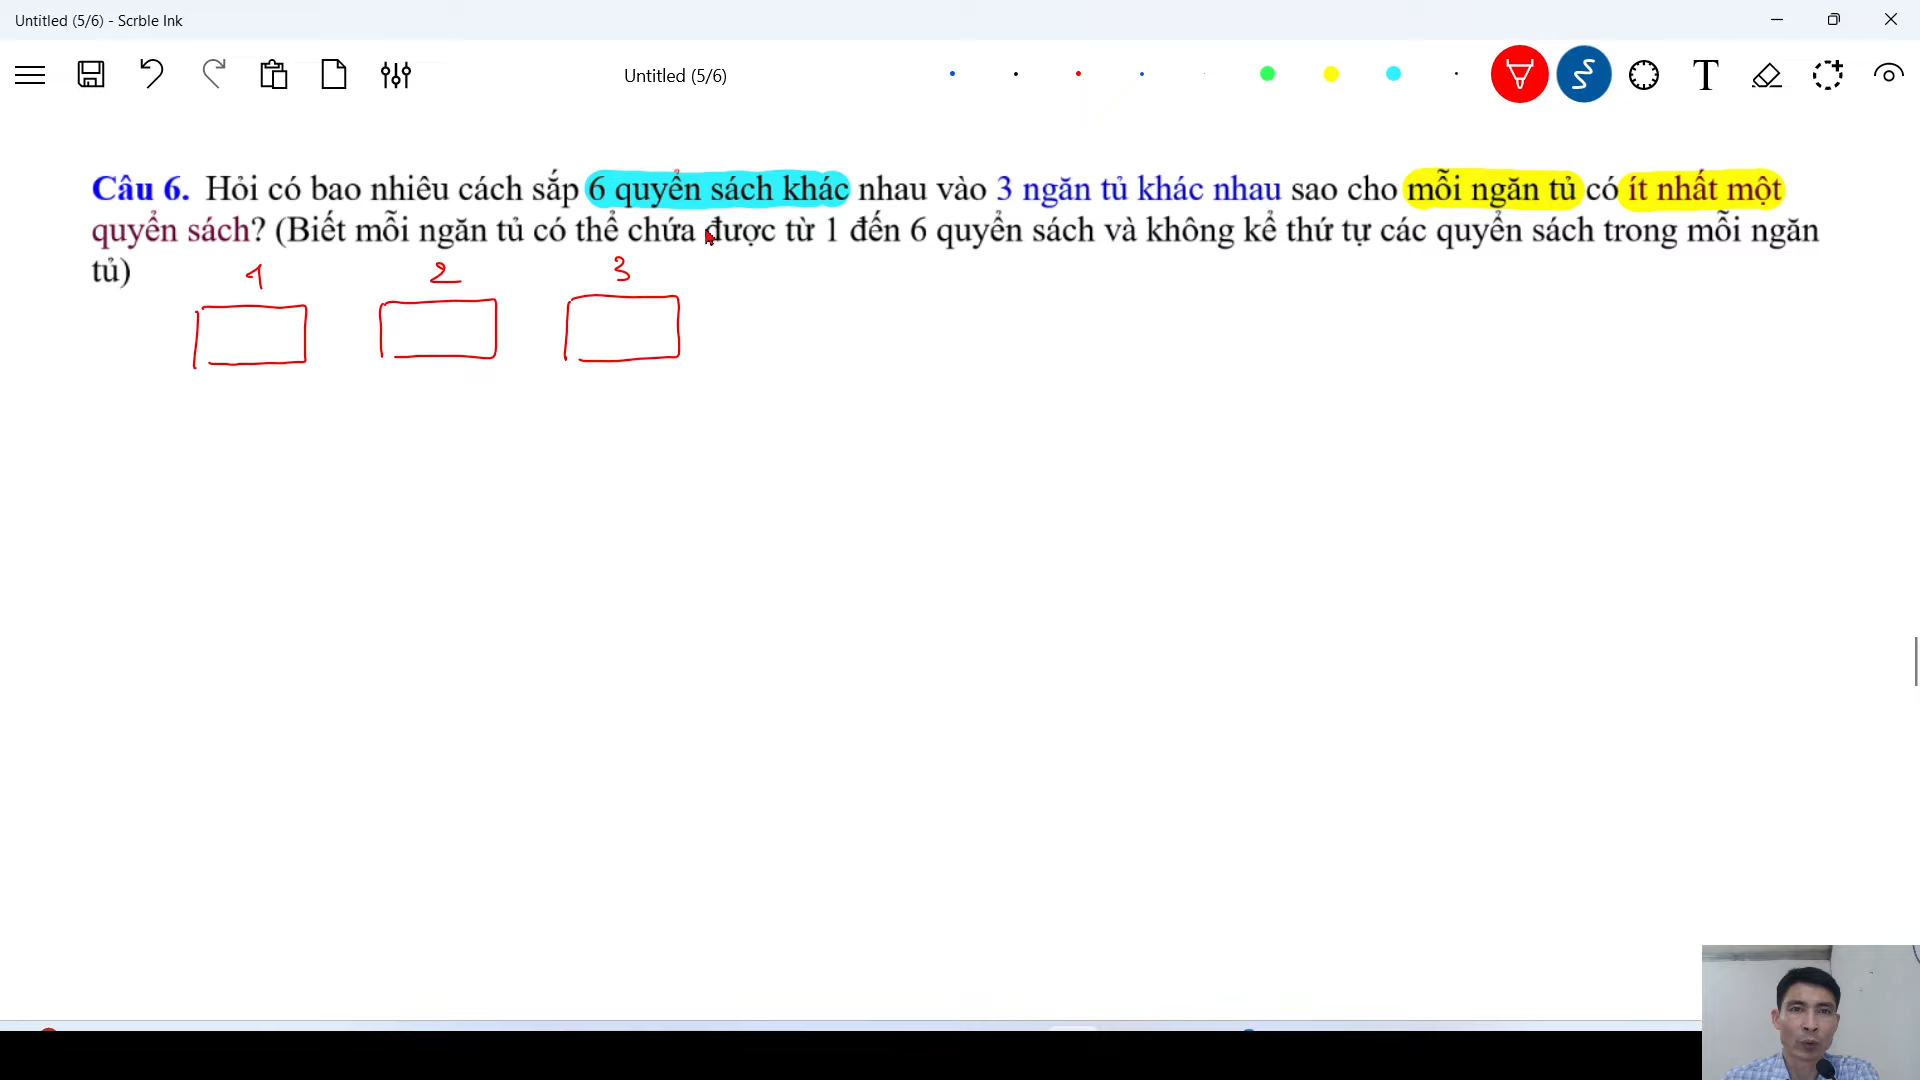 Untitled (5/6) - Scrble Ink
Untitled (5/6)
T
Câu 6. Hỏi có bao nhiêu cách sắp 6 quyển sách khác nhau vào 3 ngăn tủ khác nhau sao cho mỗi ngăn tủ có ít nhất một
quyển sách? (Biết mỗi ngăn tủ có thể chứa được từ 1 đến 6 quyển sách và không kể thứ tự các quyển sách trong mỗi ngăn
tủ)
1 2 3